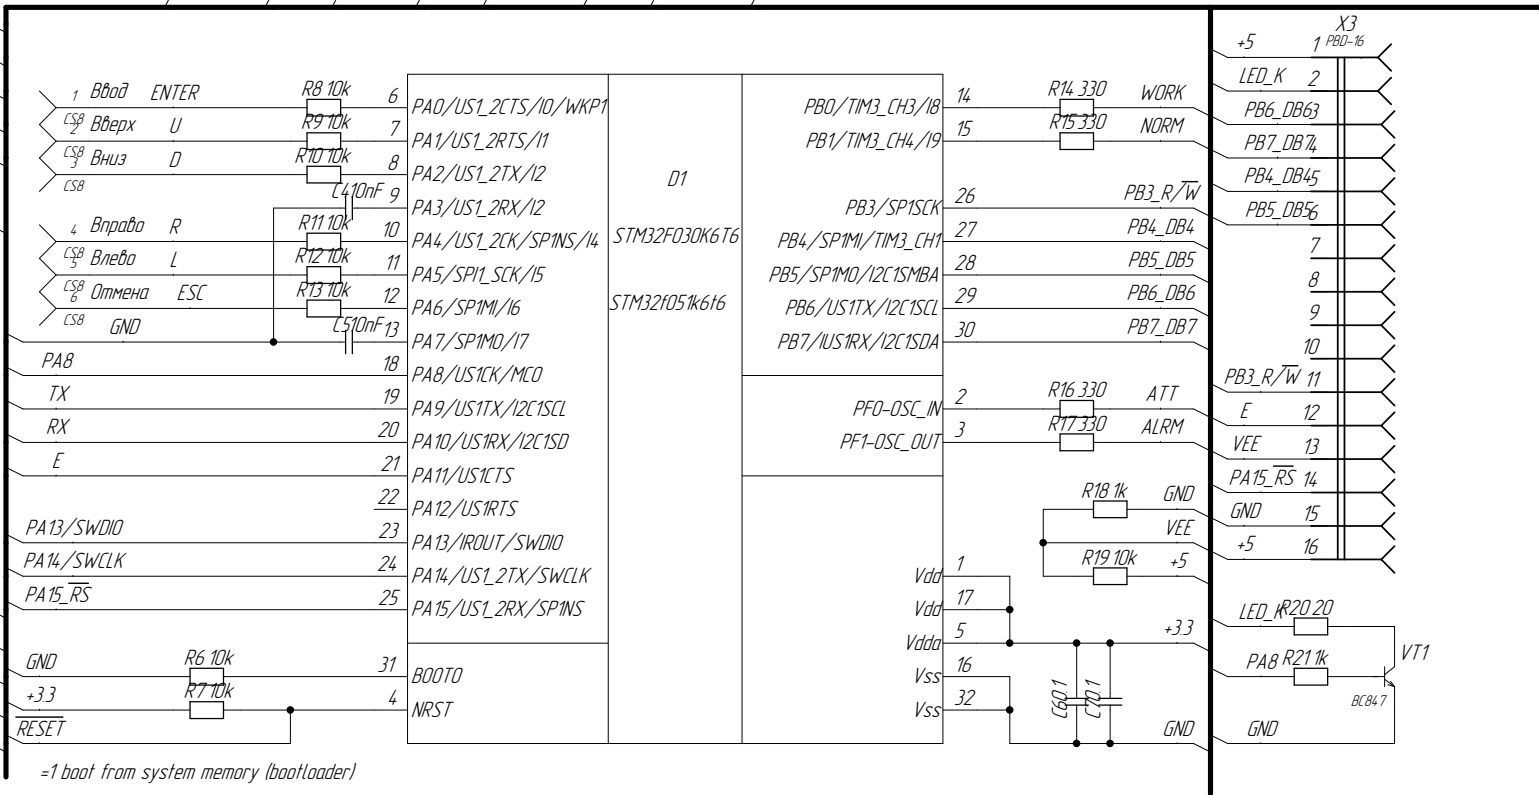 1 Ввод ENTER R8 10k 6 PA0/US1_2CTS/I0/WKP1
CS8
2 Вверх U R9 10k 7 PA1/US1_2RTS/I1
CS8
3 Вниз D R10 10k 8 PA2/US1_2TX/I2
CS8
C4 10nF 9 PA3/US1_2RX/I2
4 Вправо R R11 10k 10 PA4/US1_2CK/SP1NS/I4
CS8
5 Влево L R12 10k 11 PA5/SPI1_SCK/I5
CS8
6 Отмена ESC R13 10k 12 PA6/SP1MI/I6
CS8
GND C5 10nF 13 PA7/SP1MO/I7
PA8 18 PA8/US1CK/MCO
TX 19 PA9/US1TX/I2C1SCL
RX 20 PA10/US1RX/I2C1SD
E 21 PA11/US1CTS
22 PA12/US1RTS
PA13/SWDIO 23 PA13/IROUT/SWDIO
PA14/SWCLK 24 PA14/US1_2TX/SWCLK
PA15_RS 25 PA15/US1_2RX/SP1NS
GND R6 10k 31 BOOT0
+3.3 R7 10k 4 NRST
RESET
=1 boot from system memory (bootloader)
D1
STM32F030K6T6
STM32f051k6t6
PB0/TIM3_CH3/I8 14 R14 330 WORK
PB1/TIM3_CH4/I9 15 R15 330 NORM
PB3/SP1SCK 26 PB3_R/W
PB4/SP1MI/TIM3_CH1 27 PB4_DB4
PB5/SP1MO/I2C1SMBA 28 PB5_DB5
PB6/US1TX/I2C1SCL 29 PB6_DB6
PB7/IUS1RX/I2C1SDA 30 PB7_DB7
PF0-OSC_IN 2 R16 330 ATT
PF1-OSC_OUT 3 R17 330 ALRM
R18 1k GND
VEE
R19 10k +5
Vdd 1
Vdd 17
Vdda 5 +3.3
Vss 16
Vss 32
C6 0.1 C7 0.1
GND
X3
PBD-16
+5 1
LED_K 2
PB6_DB6 3
PB7_DB7 4
PB4_DB4 5
PB5_DB5 6
7
8
9
10
PB3_R/W 11
E 12
VEE 13
PA15_RS 14
GND 15
+5 16
LED_K R20 20
PA8 R21 1k VT1
BC847
GND